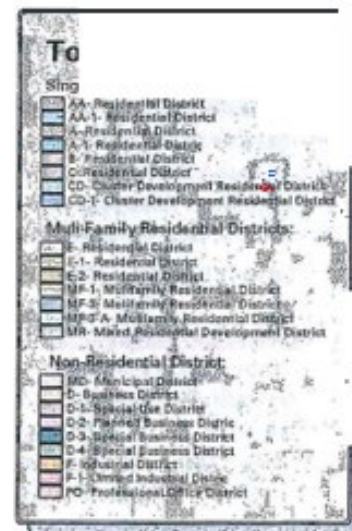 To
Sing
AA- Residential District
AA-1- Residential District
A- Residential District
A-1- Residential District
B- Residential District
C- Residential District
CD- Cluster Development Residential District
CD-1- Cluster Development Residential District
Muli-Family Residential Districts:
E- Residential District
E-1- Residential District
E-2- Residential District
MF-1- Multifamily Residential District
MF-3- Multifamily Residential District
MF-3-A- Multifamily Residential District
MR- Mixed Residential Development District
Non-Residential District:
MD- Municipal District
D- Business District
D-1- Special Use District
D-2- Planned Business District
D-3- Special Business District
D-4- Special Business District
F- Industrial District
F-1- Limited Industrial District
PO- Professional Office District